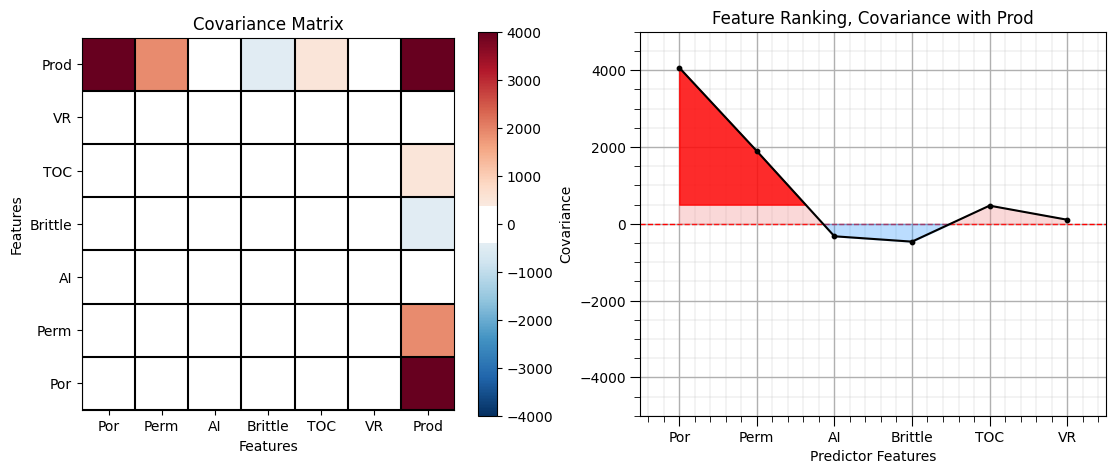 Covariance Matrix
Prod
VR
TOC
Brittle
AI
Perm
Por
Features
Por Perm AI Brittle TOC VR Prod
Features
4000
3000
2000
1000
0
−1000
−2000
−3000
−4000
Feature Ranking, Covariance with Prod
Covariance
4000
2000
0
−2000
−4000
Por Perm AI Brittle TOC VR
Predictor Features